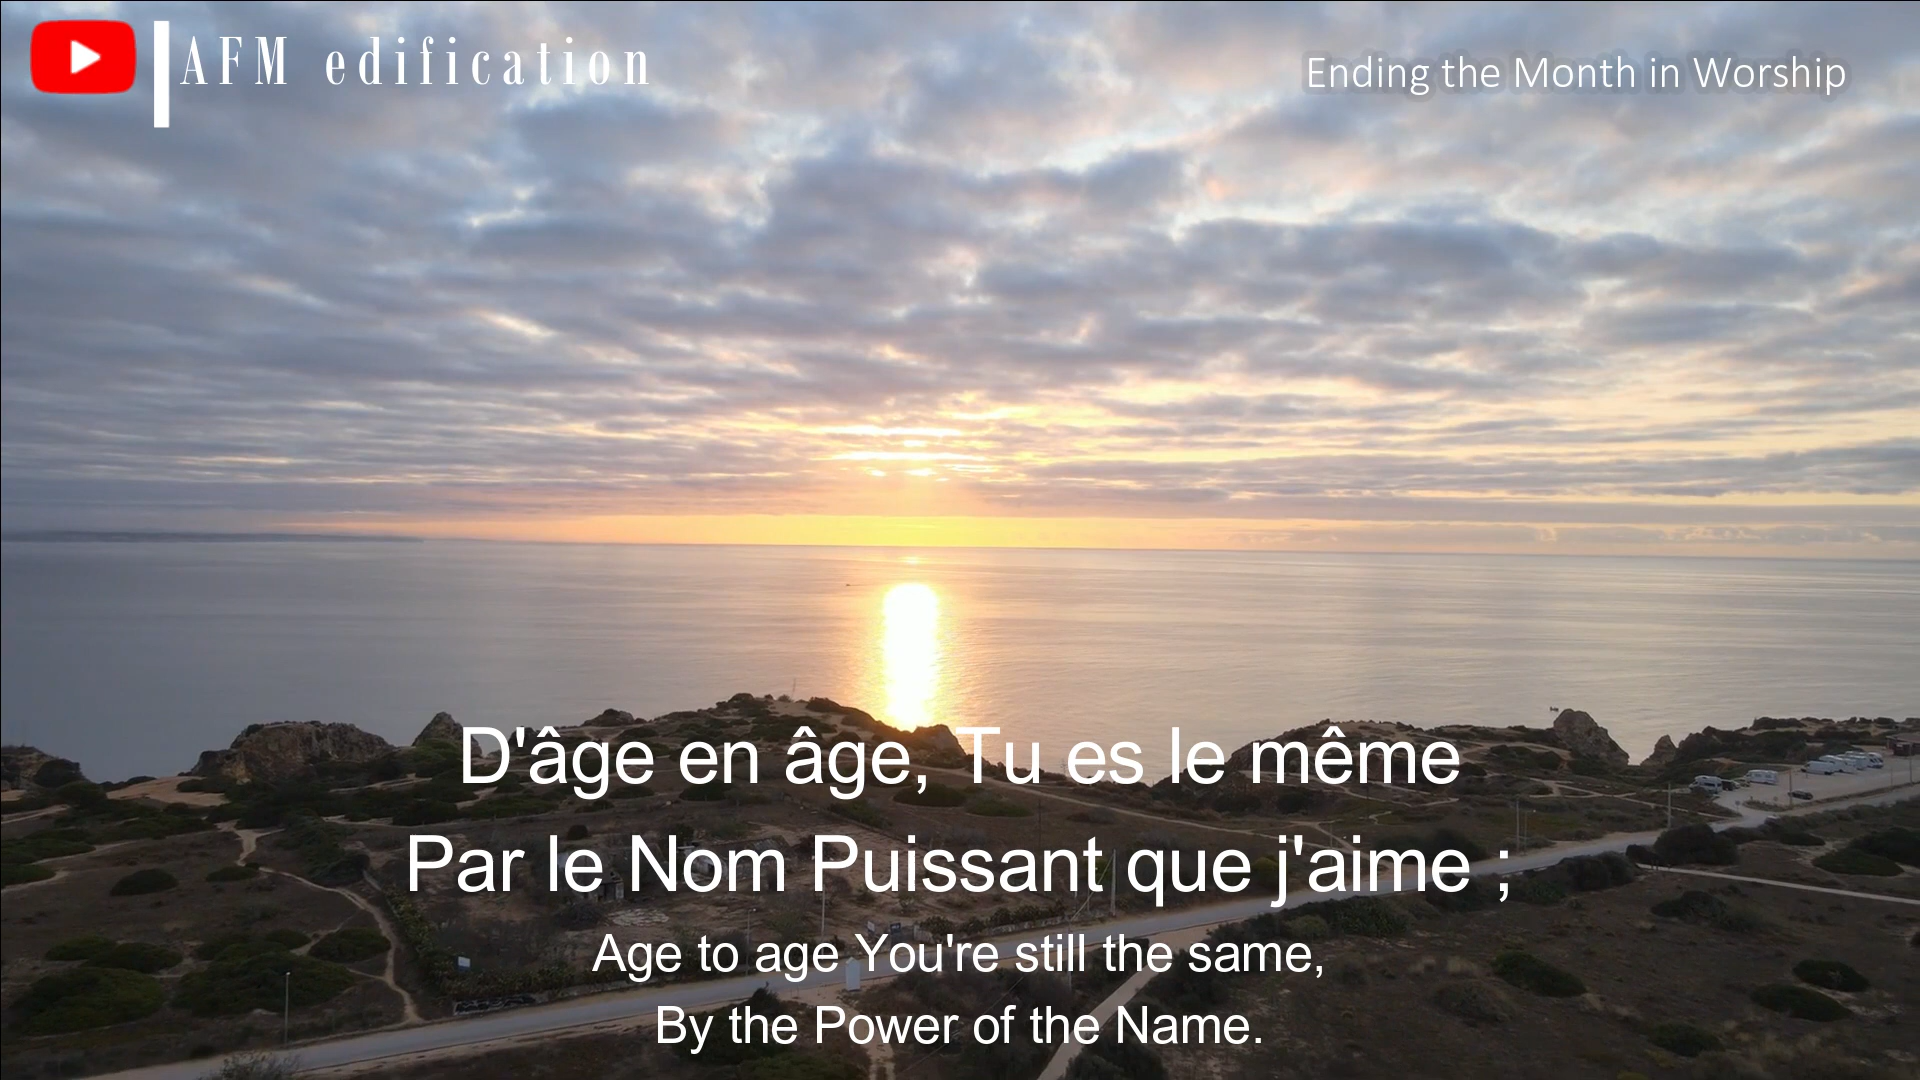 AFM edification
Ending the Month in Worship
D'âge en âge, Tu es le même
Par le Nom Puissant que j'aime ;
Age to age You're still the same,
By the Power of the Name.